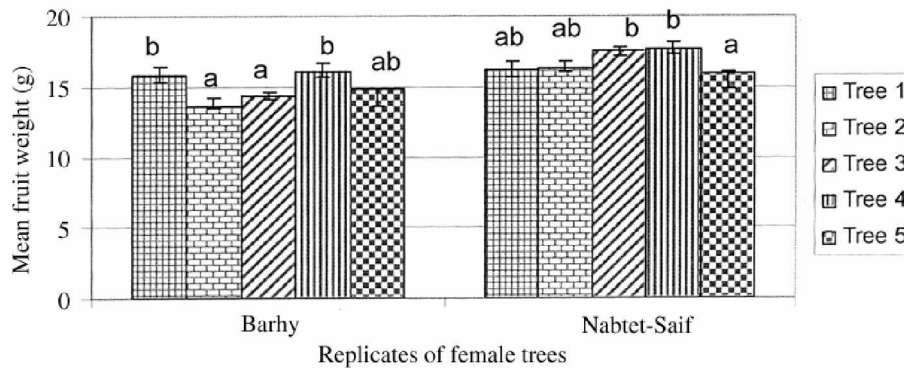 20
15
10
5
0
Mean fruit weight (g)
b
a
a
b
ab
ab
ab
b
b
a
Barhy
Nabtet-Saif
Replicates of female trees
Tree 1
Tree 2
Tree 3
Tree 4
Tree 5